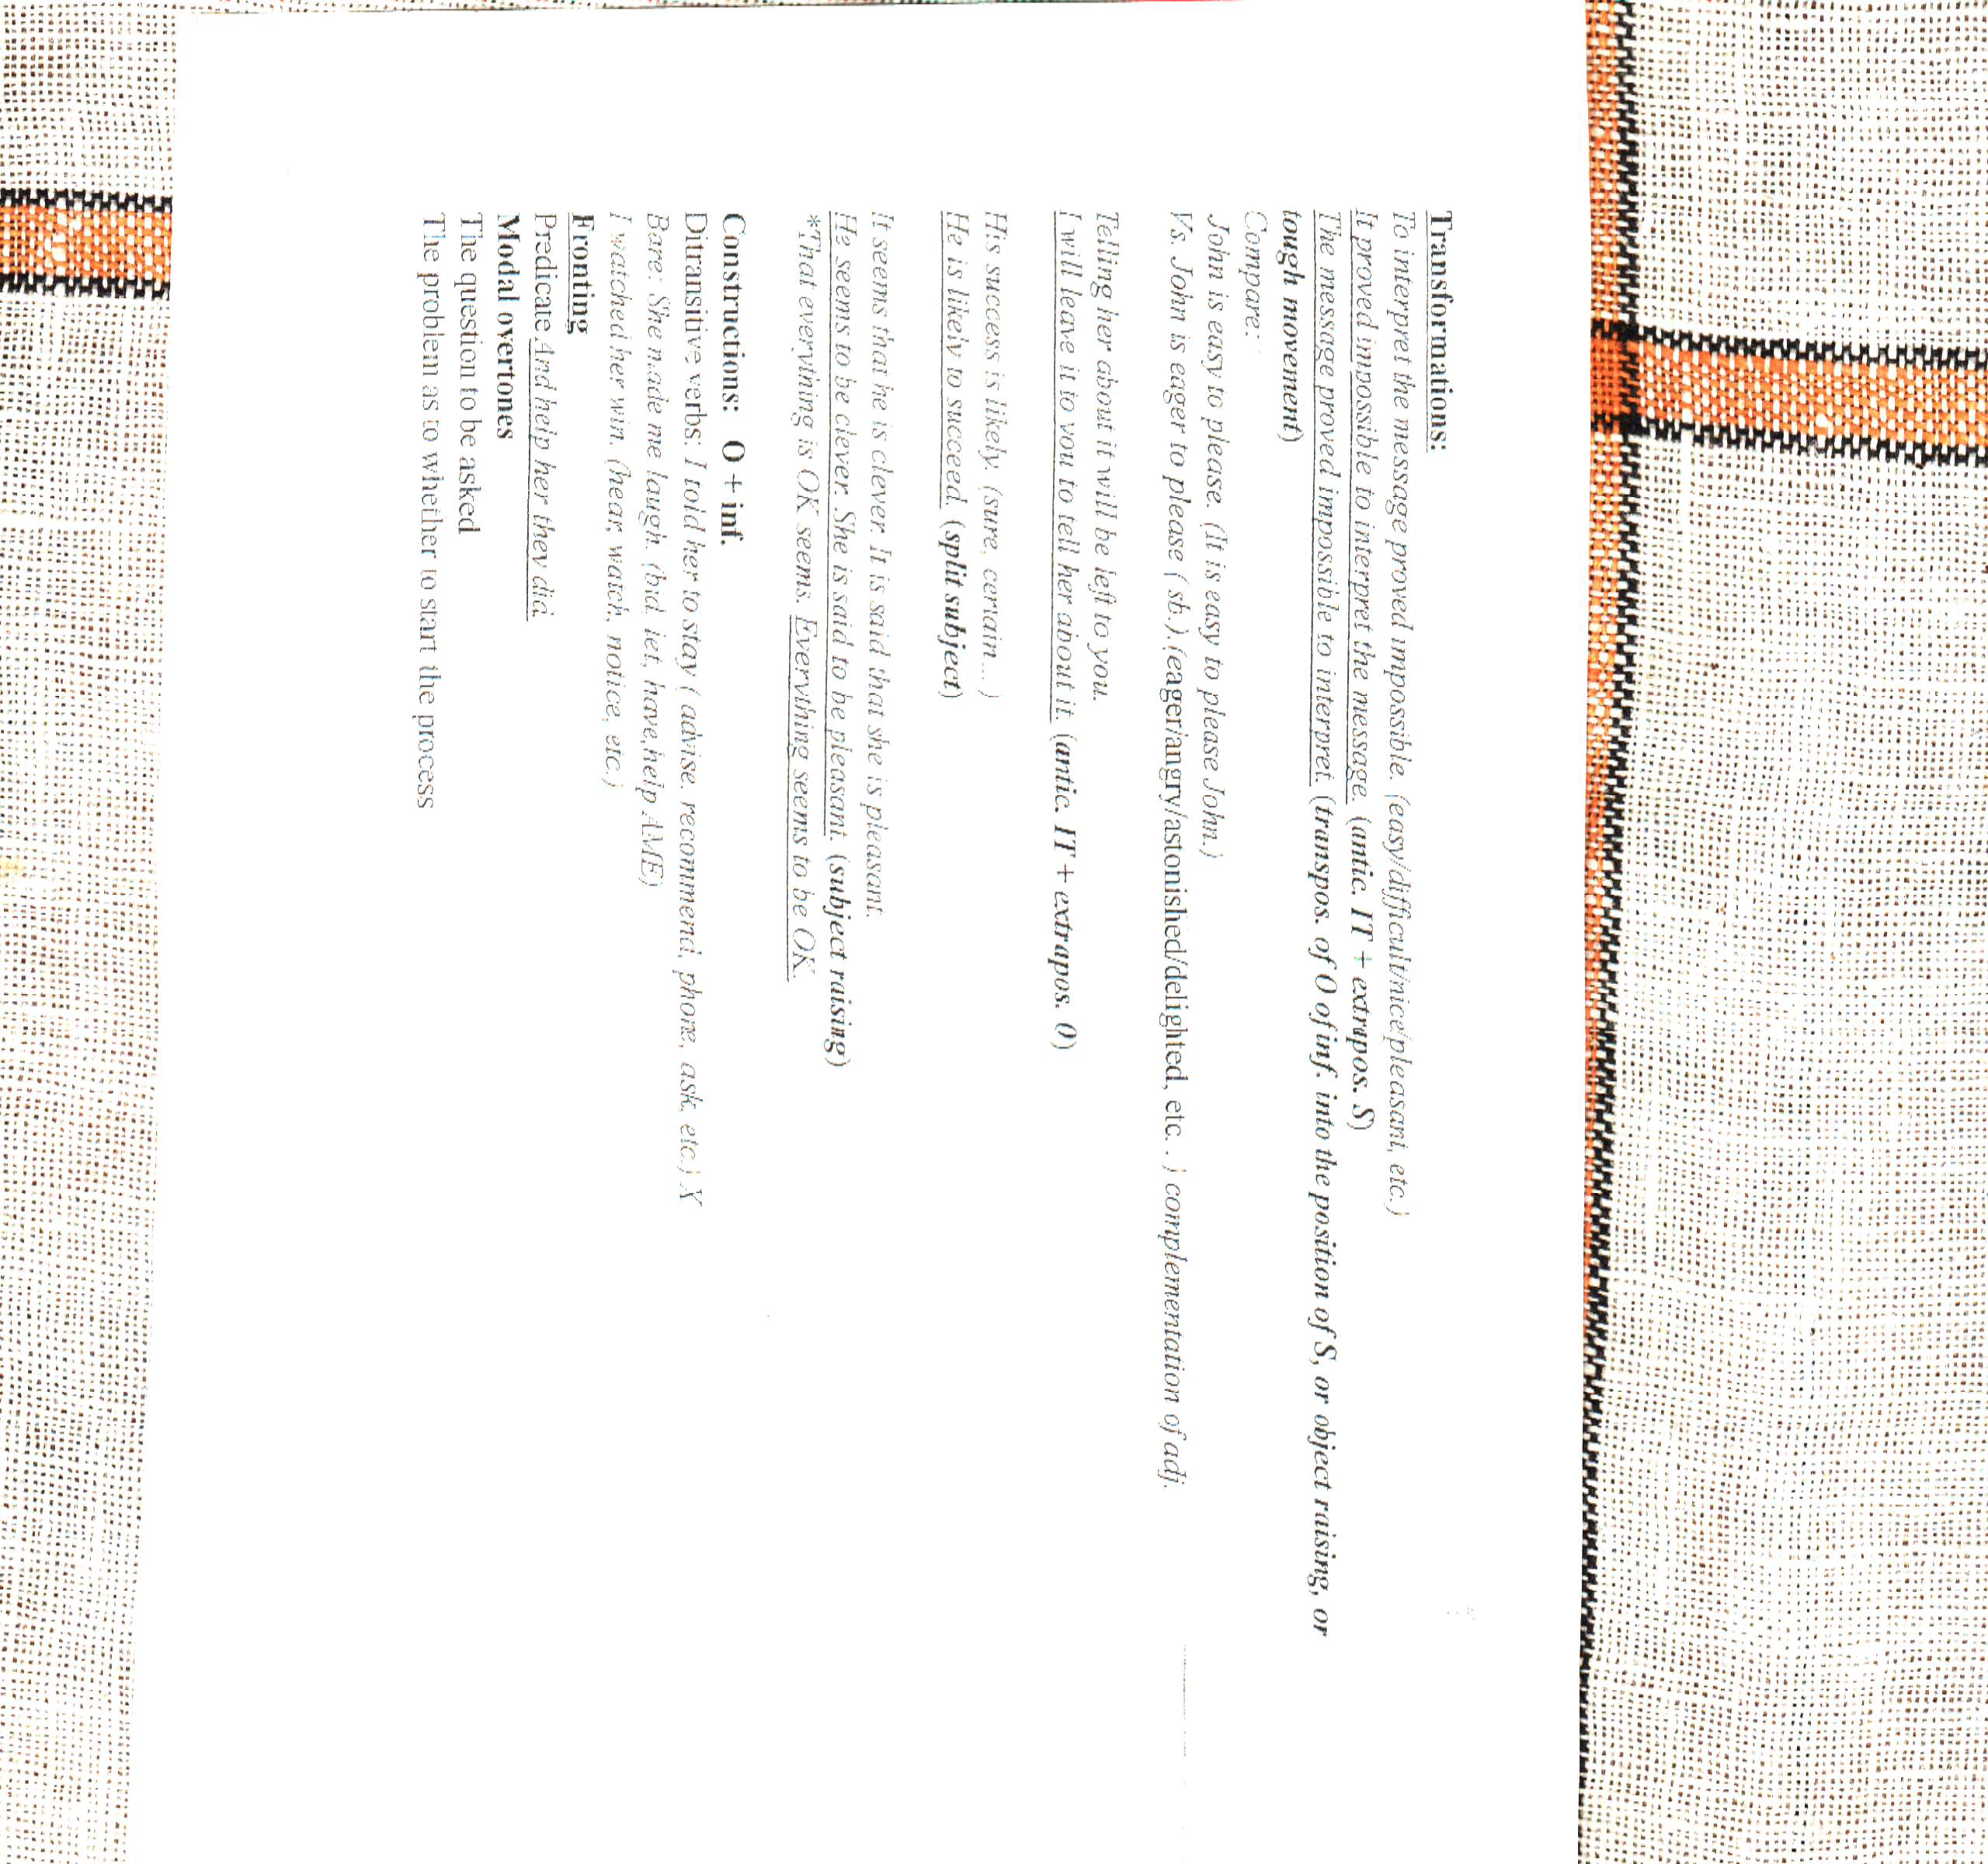 Transformations:
To interpret the message proved impossible. (easy/difficult/nice/pleasant, etc.)
It proved impossible to interpret the message. (antic. IT + extrapos. S)
The message proved impossible to interpret. (transpos. of O of inf. into the position of S, or object raising, or
tough movement)
Compare:
John is easy to please. (It is easy to please John.)
Vs. John is eager to please ( sb.).(eager/angry/astonished/delighted, etc. .) complementation of adj.
Telling her about it will be left to you.
I will leave it to you to tell her about it. (antic. IT + extrapos. O)
His success is likely. (sure, certain...)
He is likely to succeed. (split subject)
It seems that he is clever. It is said that she is pleasant.
He seems to be clever. She is said to be pleasant. (subject raising)
*That everything is OK seems. Everything seems to be OK.
Constructions: O + inf.
Ditransitive verbs: I told her to stay ( advise, recommend, phone, ask, etc.) X
Bare: She made me laugh. (bid, let, have,help AME)
I watched her win. (hear, watch, notice, etc.)
Fronting
Predicate And help her they did.
Modal overtones
The question to be asked
The problem as to whether to start the process